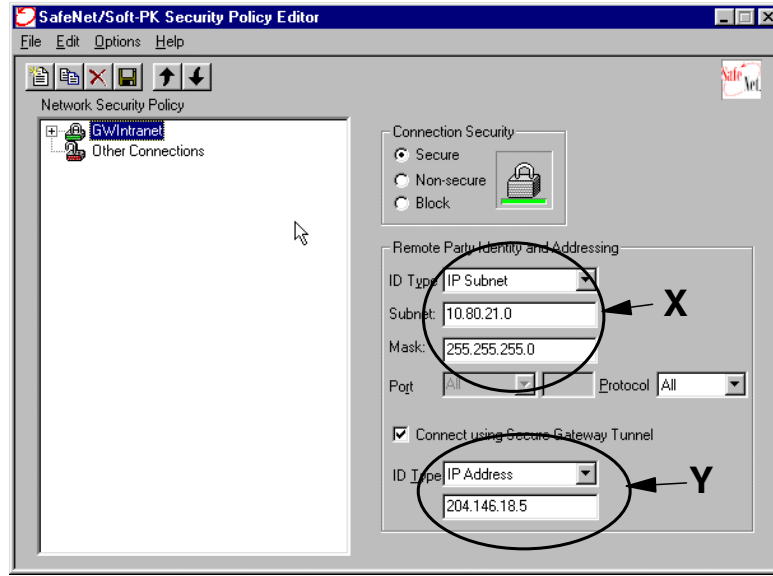 SafeNet/Soft-PK Security Policy Editor
File Edit Options Help
Safe Net.
Network Security Policy
GWIntranet
Other Connections
Connection Security
Secure
Non-secure
Block
Remote Party Identity and Addressing
ID Type IP Subnet
Subnet: 10.80.21.0
X
Mask: 255.255.255.0
Port All Protocol All
Connect using Secure Gateway Tunnel
ID Type IP Address
Y
204.146.18.5